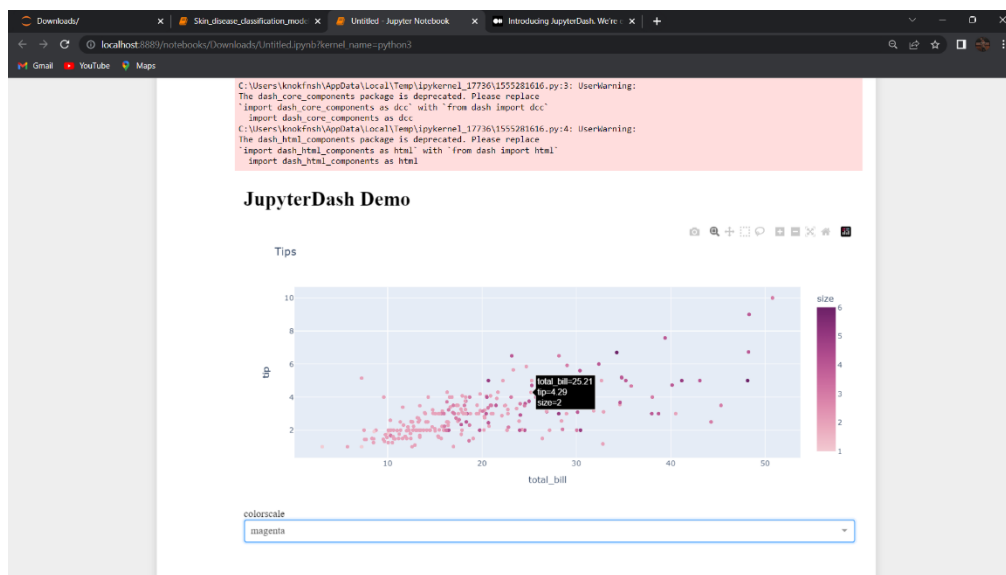 Downloads/
Skin_disease_classification_mode
Untitled - Jupyter Notebook
Introducing JupyterDash. We're
localhost:8889/notebooks/Downloads/Untitled.ipynb?kernel_name=python3
Gmail
YouTube
Maps
C:\Users\knokfnsh\AppData\Local\Temp\ipykernel_17736\1555281616.py:3: UserWarning:
The dash_core_components package is deprecated. Please replace
`import dash_core_components as dcc` with `from dash import dcc`
import dash_core_components as dcc
C:\Users\knokfnsh\AppData\Local\Temp\ipykernel_17736\1555281616.py:4: UserWarning:
The dash_html_components package is deprecated. Please replace
`import dash_html_components as html` with `from dash import html`
import dash_html_components as html
JupyterDash Demo
Tips
10
8
6
4
2
tip
total_bill=25.21
tip=4.29
size=2
size
6
5
4
3
2
1
10
20
30
40
50
total_bill
colorscale
magenta